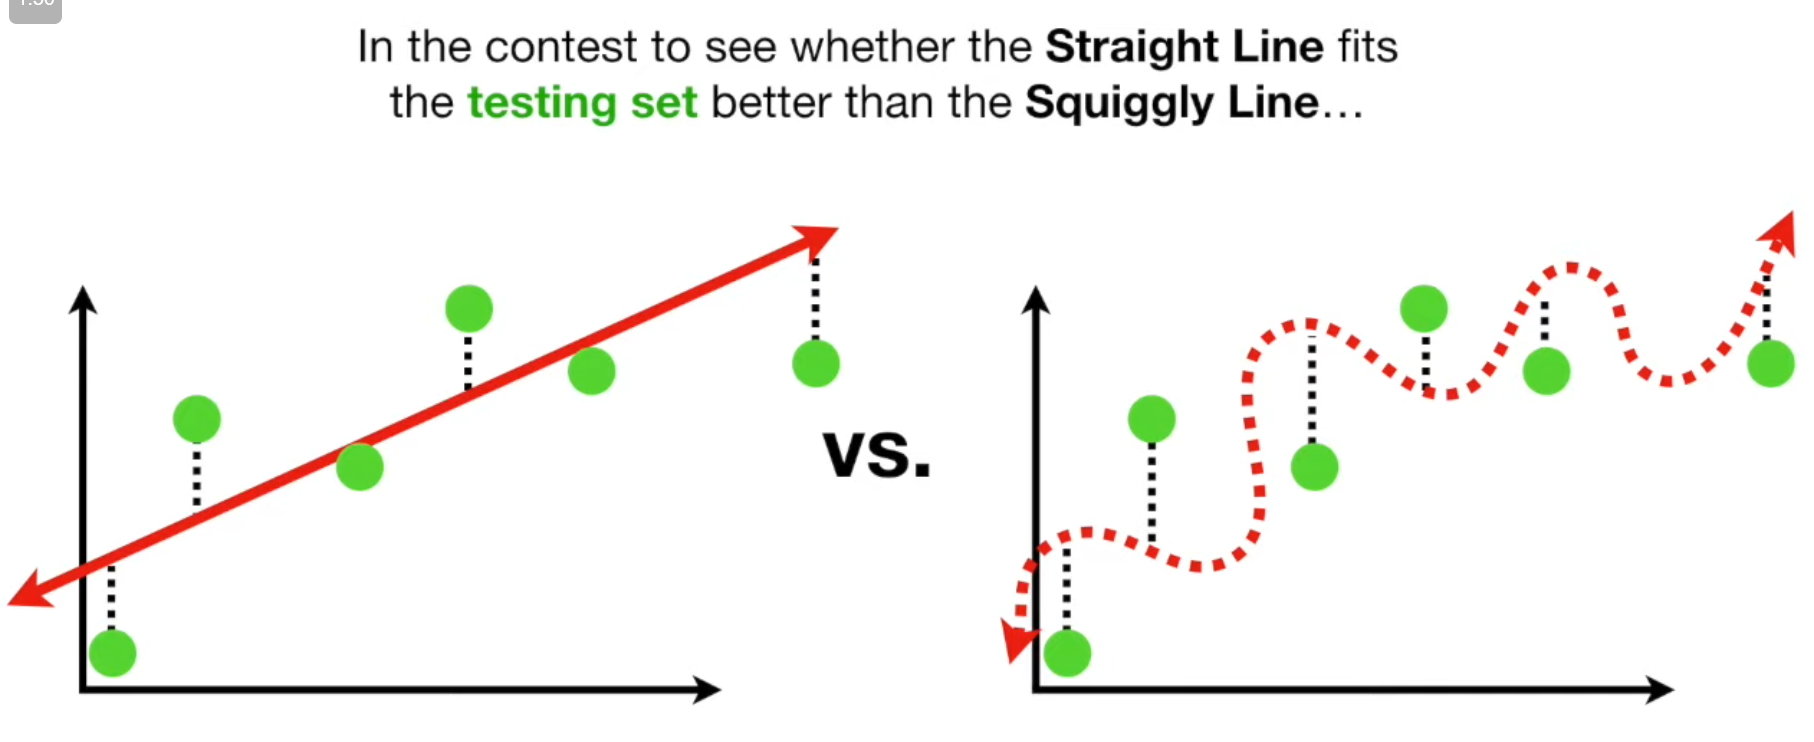 In the contest to see whether the Straight Line fits
the testing set better than the Squiggly Line...
vs.